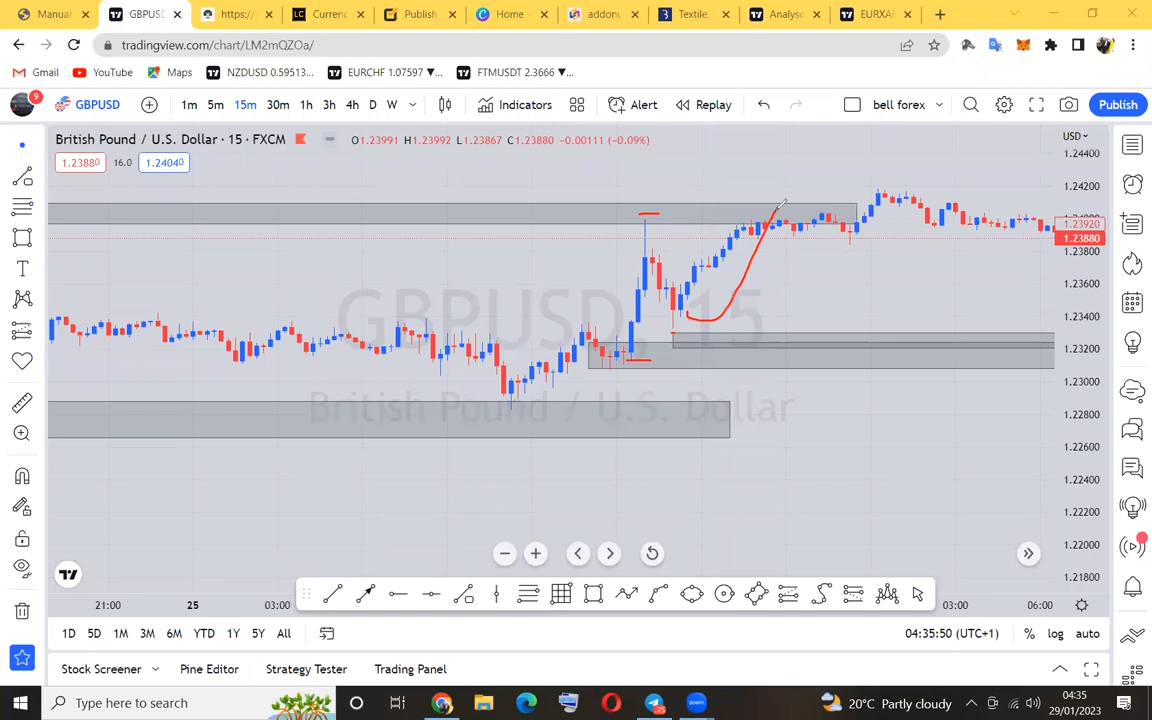 Manual
GBPUSD
https://
Currenc
Publish
Home -
addonu
Textile,
Analyse
EURXAF
tradingview.com/chart/LM2mQZOa/
Gmail
YouTube
Maps
NZDUSD 0.59513...
EURCHF 1.07597 ▼...
FTMUSDT 2.3666 ▼...
9
GBPUSD
1m 5m 15m 30m 1h 3h 4h D W
Indicators
Alert
Replay
bell forex
Publish
British Pound / U.S. Dollar · 15 · FXCM
O1.23991 H1.23992 L1.23867 C1.23880 -0.00111 (-0.09%)
USD
1.23880
16.0
1.24040
1.24400
1.24200
1.23920
1.23880
1.23800
1.23600
1.23400
1.23200
1.23000
1.22800
1.22600
1.22400
1.22200
1.22000
1.21800
GBPUSD, 15
British Pound / U.S. Dollar
21:00
25
03:00
03:00
06:00
1D 5D 1M 3M 6M YTD 1Y 5Y All
04:35:50 (UTC+1)
% log auto
Stock Screener
Pine Editor
Strategy Tester
Trading Panel
Type here to search
20°C Partly cloudy
04:35
29/01/2023